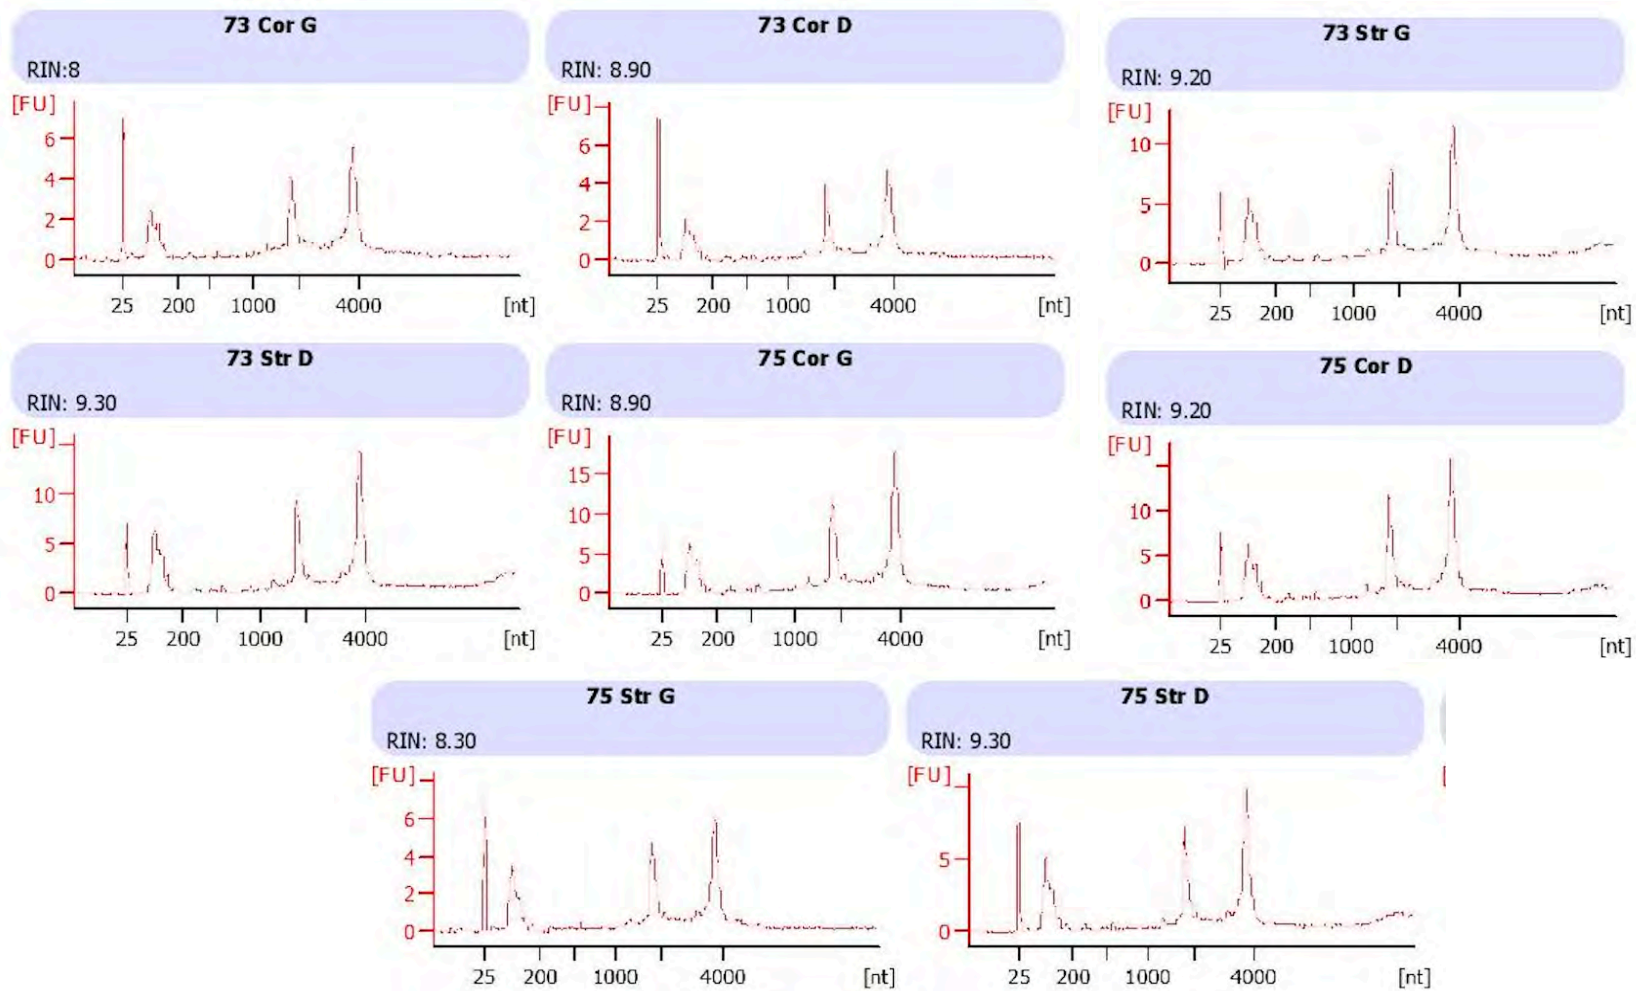 73 Cor G
RIN:8
[FU]
6
4
2
0
25 200 1000 4000 [nt]
73 Cor D
RIN: 8.90
[FU]
6
4
2
0
25 200 1000 4000 [nt]
73 Str G
RIN: 9.20
[FU]
10
5
0
25 200 1000 4000 [nt]
73 Str D
RIN: 9.30
[FU]
10
5
0
25 200 1000 4000 [nt]
75 Cor G
RIN: 8.90
[FU]
15
10
5
0
25 200 1000 4000 [nt]
75 Cor D
RIN: 9.20
[FU]
10
5
0
25 200 1000 4000 [nt]
75 Str G
RIN: 8.30
[FU]
6
4
2
0
25 200 1000 4000 [nt]
75 Str D
RIN: 9.30
[FU]
5
0
25 200 1000 4000 [nt]